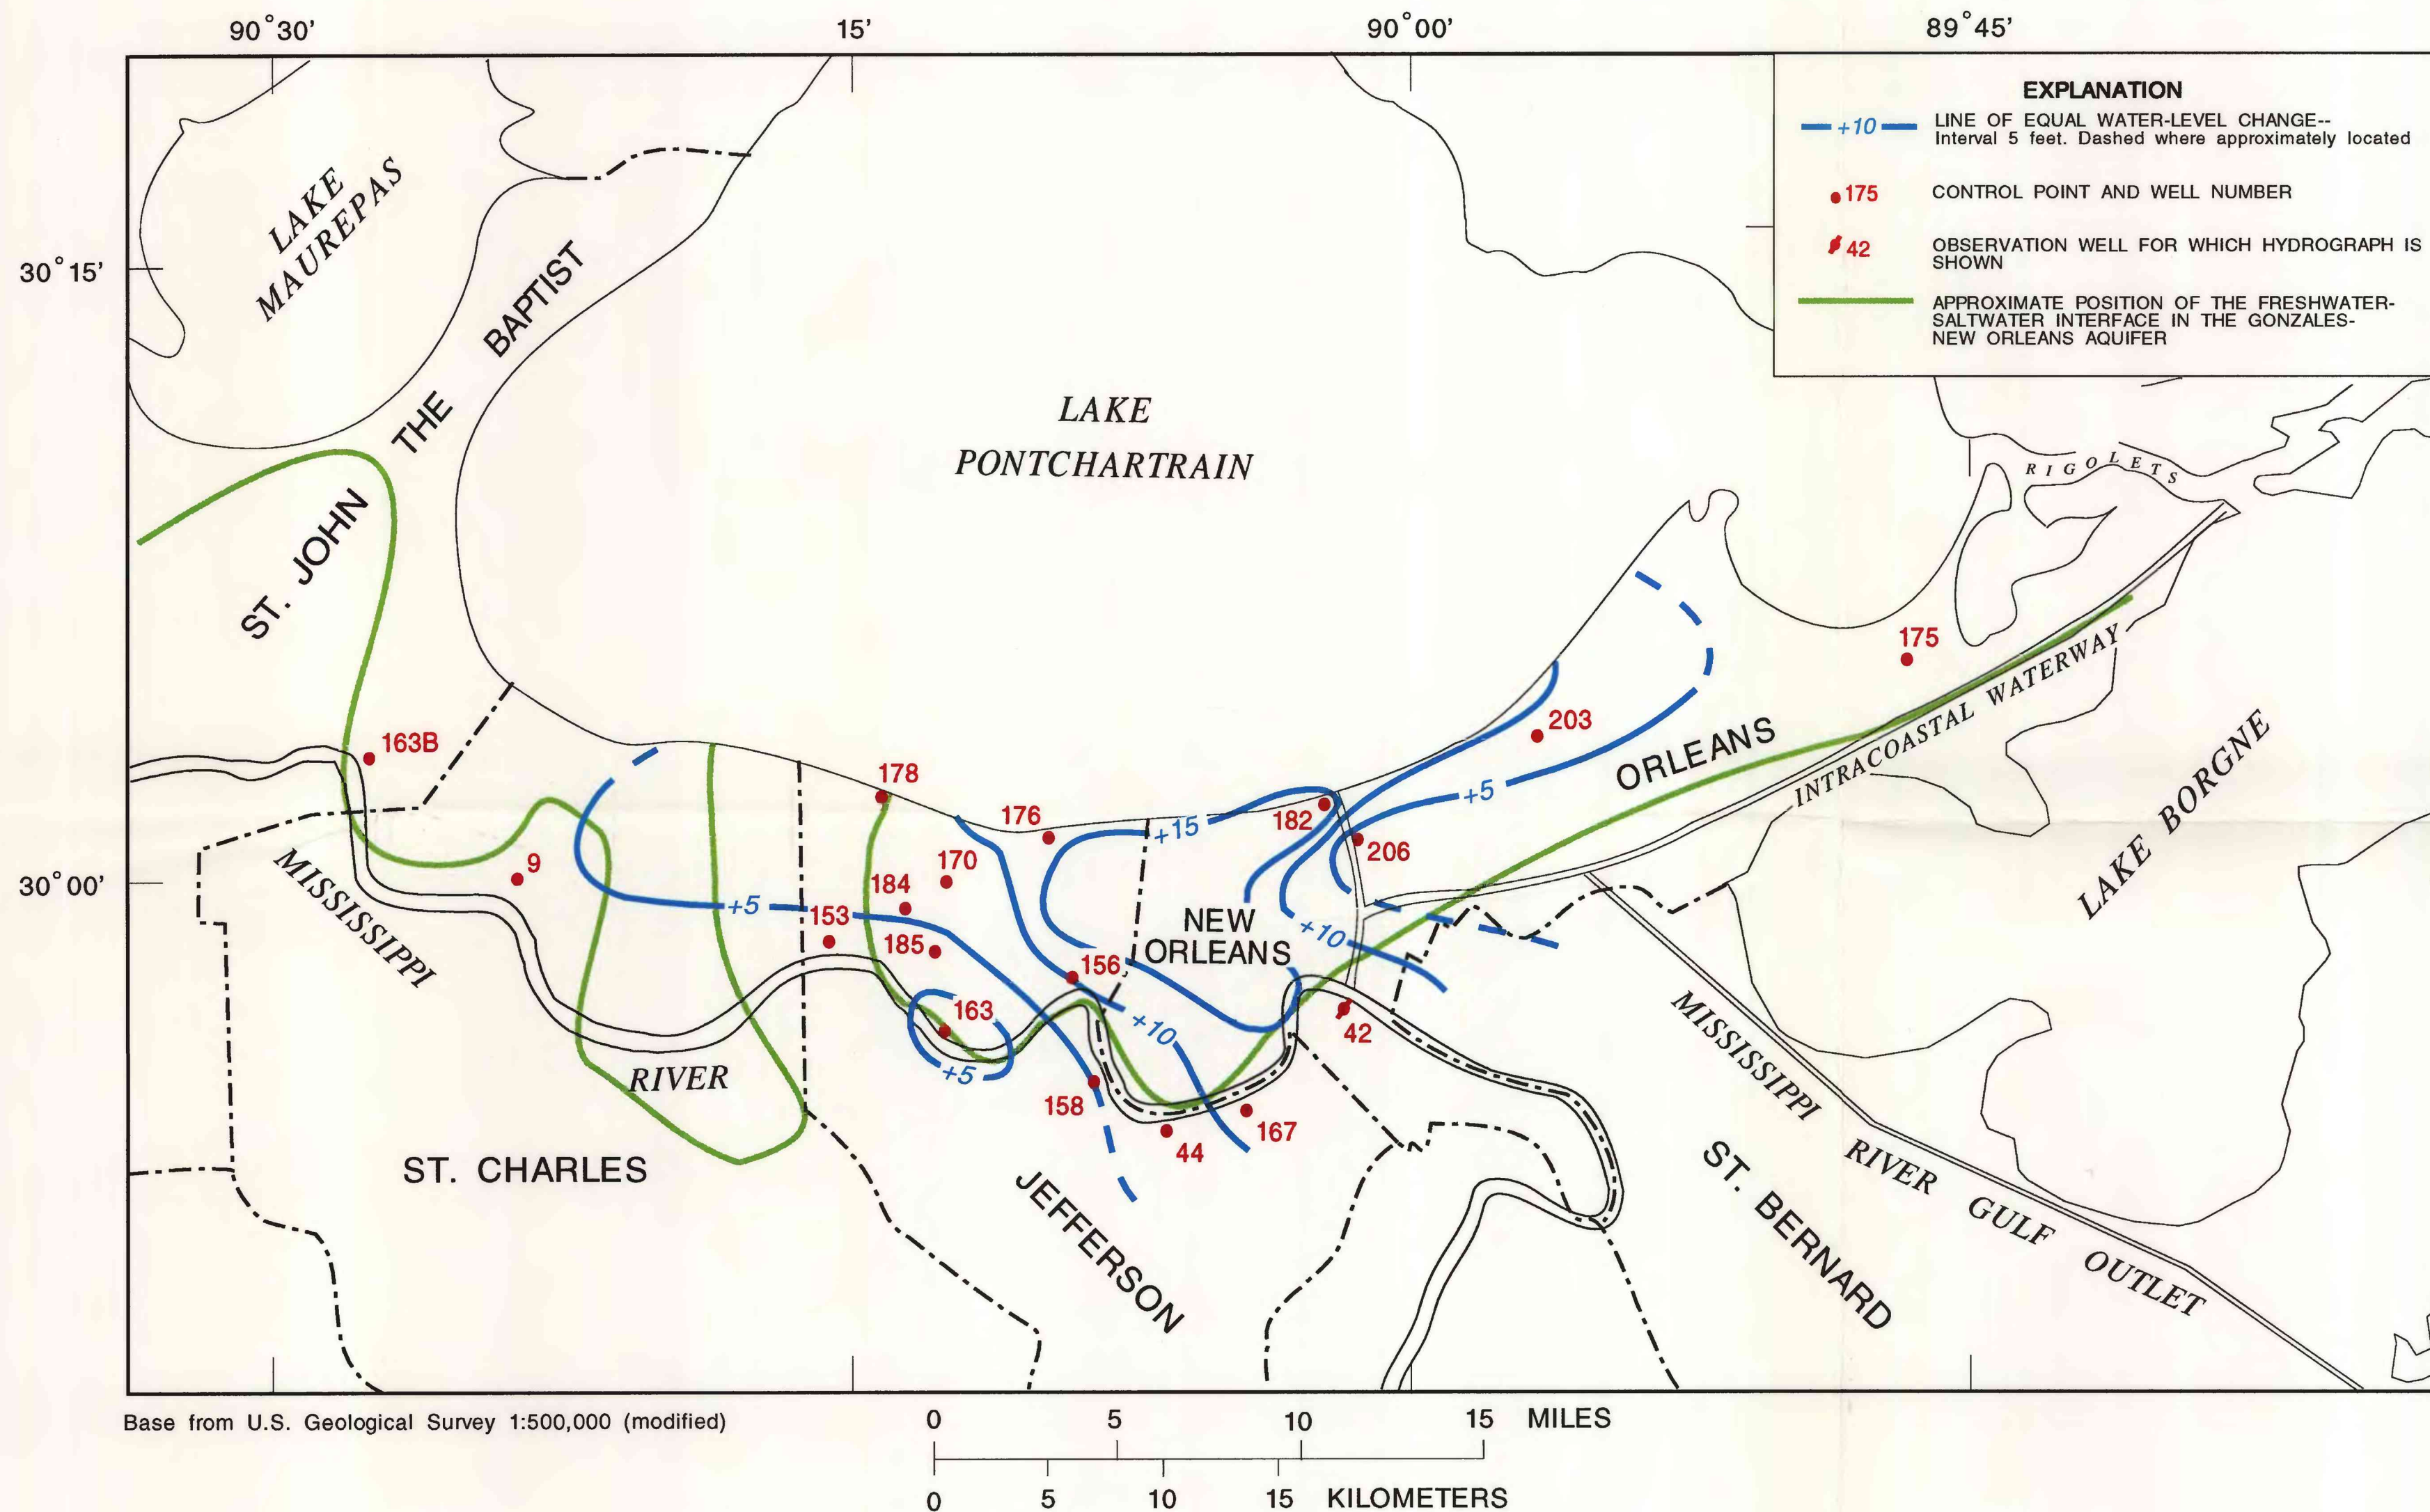 90°30'
15'
90°00'
89°45'
EXPLANATION
+10
LINE OF EQUAL WATER-LEVEL CHANGE--
Interval 5 feet. Dashed where approximately located
175
CONTROL POINT AND WELL NUMBER
42
OBSERVATION WELL FOR WHICH HYDROGRAPH IS
SHOWN
APPROXIMATE POSITION OF THE FRESHWATER-
SALTWATER INTERFACE IN THE GONZALES-
NEW ORLEANS AQUIFER
30°15'
LAKE
MAUREPAS
ST. JOHN THE BAPTIST
LAKE
PONTCHARTRAIN
RIGOLETS
175
INTRACOASTAL WATERWAY
LAKE BORGNE
ORLEANS
203
163B
178
+5
176
+15
182
206
170
9
30°00'
184
+5
153
185
NEW
ORLEANS
+10
156
MISSISSIPPI
RIVER
163
+10
42
+5
158
44
167
ST. CHARLES
JEFFERSON
ST. BERNARD
MISSISSIPPI RIVER GULF OUTLET
Base from U.S. Geological Survey 1:500,000 (modified)
0 5 10 15 MILES
0 5 10 15 KILOMETERS